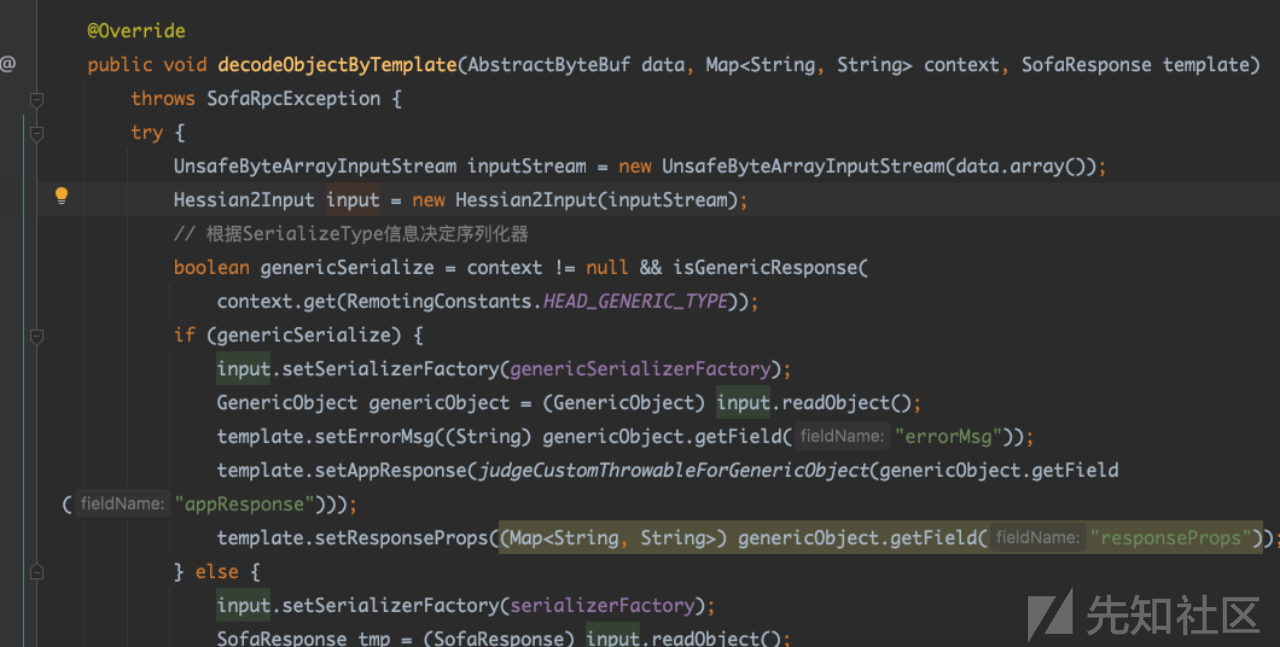 @Override
@
public void decodeObjectByTemplate(AbstractByteBuf data, Map<String, String> context, SofaResponse template)
throws SofaRpcException {
try {
UnsafeByteArrayInputStream inputStream = new UnsafeByteArrayInputStream(data.array());
Hessian2Input input = new Hessian2Input(inputStream);
// 根据SerializeType信息决定序列化器
boolean genericSerialize = context != null && isGenericResponse(
context.get(RemotingConstants.HEAD_GENERIC_TYPE));
if (genericSerialize) {
input.setSerializerFactory(genericSerializerFactory);
GenericObject genericObject = (GenericObject) input.readObject();
template.setErrorMsg((String) genericObject.getField( fieldName: "errorMsg"));
template.setAppResponse(judgeCustomThrowableForGenericObject(genericObject.getField
( fieldName: "appResponse")));
template.setResponseProps((Map<String, String>) genericObject.getField( fieldName: "responseProps"));
} else {
input.setSerializerFactory(serializerFactory);
SofaResponse tmp = (SofaResponse) input.readObject();
先知社区